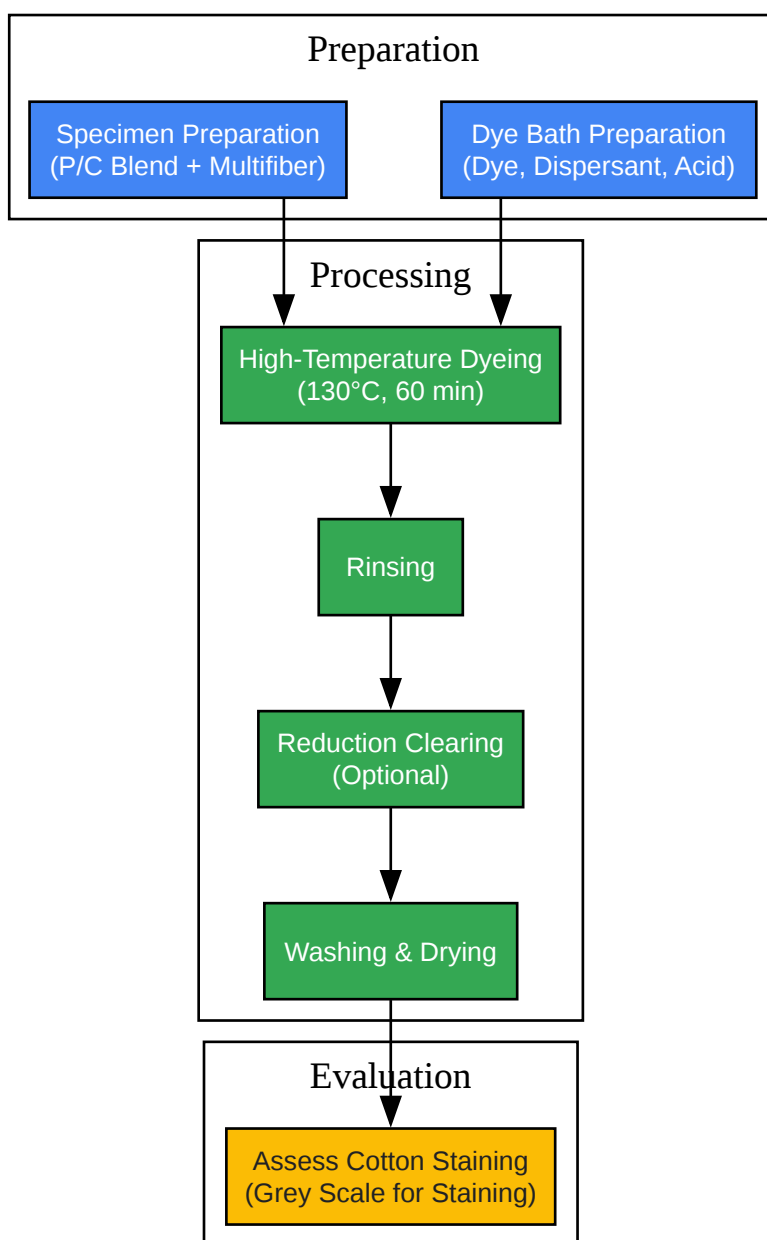 Preparation
Specimen Preparation
(P/C Blend + Multifiber)
Dye Bath Preparation
(Dye, Dispersant, Acid)
Processing
High-Temperature Dyeing
(130°C, 60 min)
Rinsing
Reduction Clearing
(Optional)
Washing & Drying
Evaluation
Assess Cotton Staining
(Grey Scale for Staining)